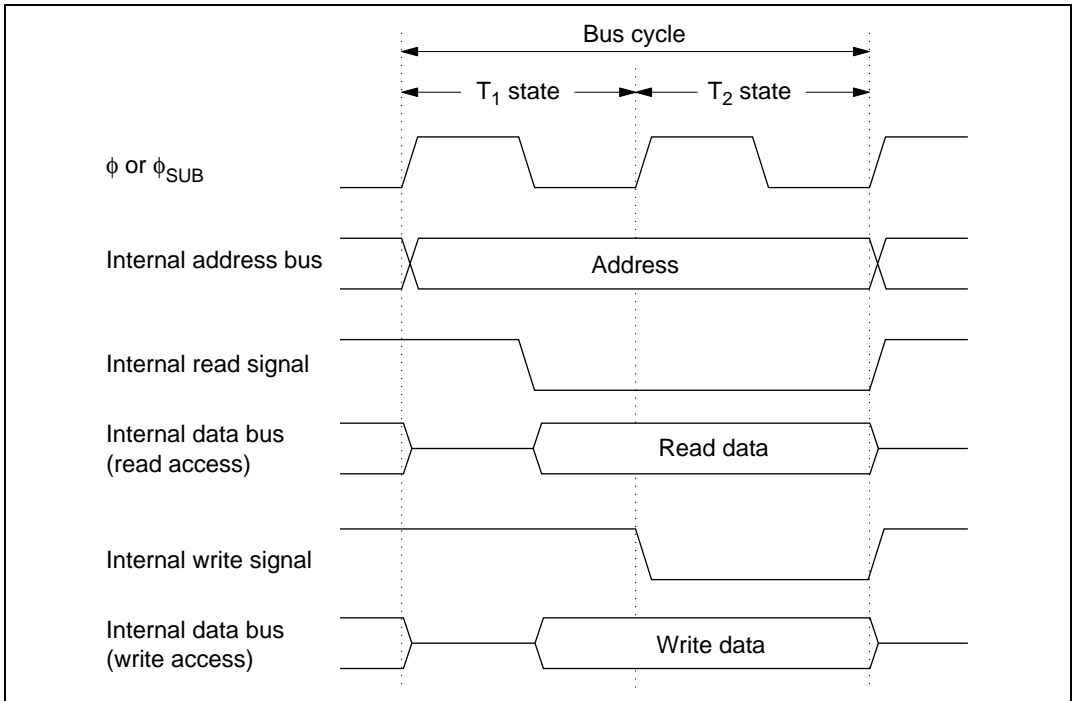 Bus cycle
T1 state
T2 state
ϕ or ϕSUB
Internal address bus
Address
Internal read signal
Internal data bus
(read access)
Read data
Internal write signal
Internal data bus
(write access)
Write data